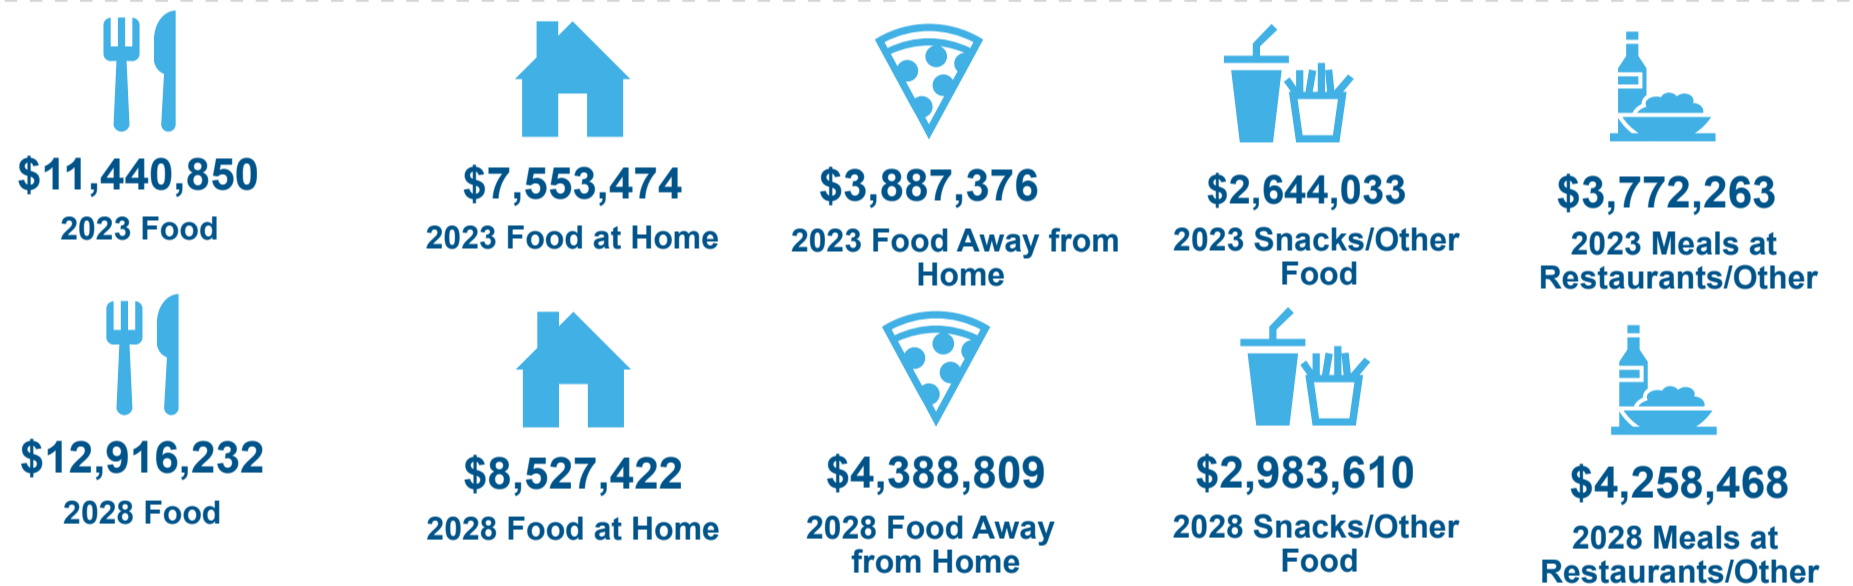 $11,440,850
2023 Food
$7,553,474
2023 Food at Home
$3,887,376
2023 Food Away from
Home
$2,644,033
2023 Snacks/Other
Food
$3,772,263
2023 Meals at
Restaurants/Other
$12,916,232
2028 Food
$8,527,422
2028 Food at Home
$4,388,809
2028 Food Away
from Home
$2,983,610
2028 Snacks/Other
Food
$4,258,468
2028 Meals at
Restaurants/Other